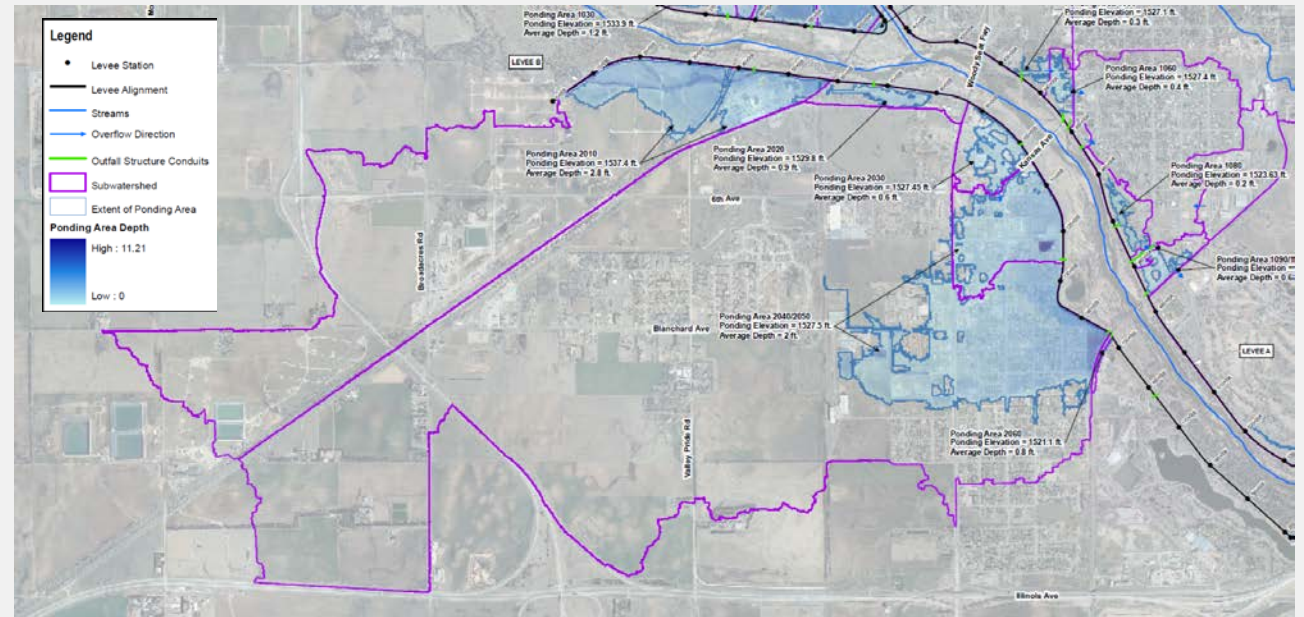 Legend
Levee Station
Levee Alignment
Streams
Overflow Direction
Outfall Structure Conduits
Subwatershed
Extent of Ponding Area
Ponding Area Depth
High : 11.21
Low : 0
Ponding Area 1030
Ponding Elevation = 1533.9 ft.
Average Depth = 1.2 ft.
LEVEE B
Woody Seat Fwy
Ponding Elevation = 1527.1 ft.
Average Depth = 0.3 ft.
Ponding Area 1060
Ponding Elevation = 1527.4 ft.
Average Depth = 0.4 ft.
Ponding Area 2010
Ponding Elevation = 1537.4 ft.
Average Depth = 2.8 ft.
Ponding Area 2020
Ponding Elevation = 1529.8 ft.
Average Depth = 0.9 ft.
Ponding Area 2030
Ponding Elevation = 1527.45 ft.
Average Depth = 0.6 ft.
Kansas Ave
Ponding Area 1080
Ponding Elevation = 1523.63 ft.
Average Depth = 0.2 ft.
6th Ave
Broadacres Rd
Ponding Area 1090/11
Ponding Elevation =
Average Depth = 0.6
Blanchard Ave
Ponding Area 2040/2050
Ponding Elevation = 1527.5 ft.
Average Depth = 2 ft.
LEVEE A
Valley Pride Rd
Ponding Area 2060
Ponding Elevation = 1521.1 ft.
Average Depth = 0.8 ft.
Illinois Ave